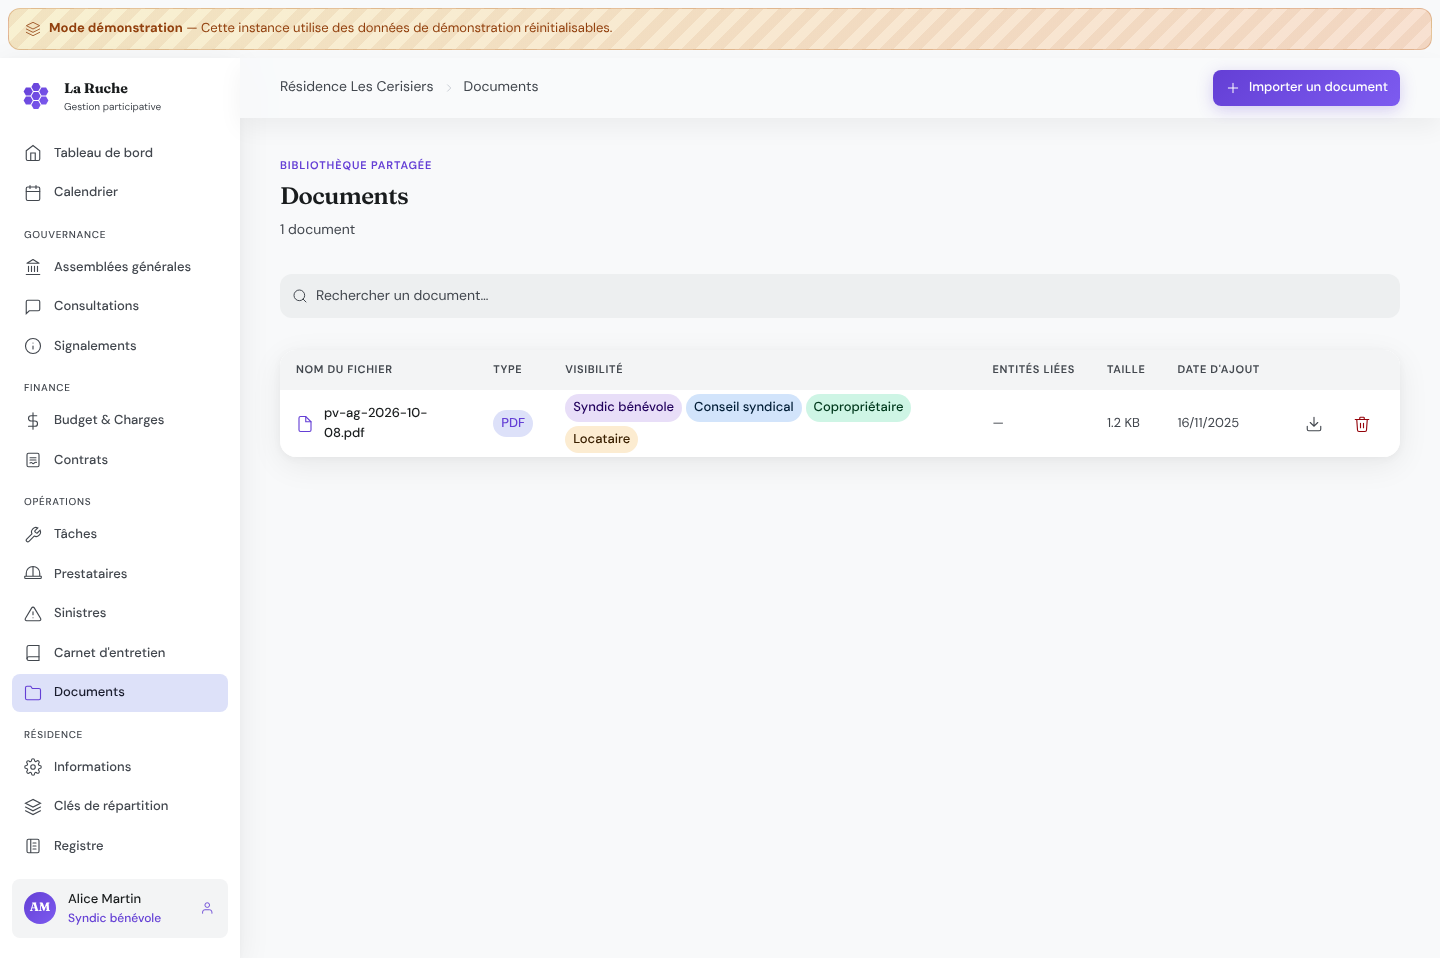 Mode démonstration — Cette instance utilise des données de démonstration réinitialisables.
La Ruche
Gestion participative
Résidence Les Cerisiers
Documents
Importer un document
Tableau de bord
Calendrier
GOUVERNANCE
Assemblées générales
Consultations
Signalements
FINANCE
Budget & Charges
Contrats
OPÉRATIONS
Tâches
Prestataires
Sinistres
Carnet d'entretien
Documents
RÉSIDENCE
Informations
Clés de répartition
Registre
AM
Alice Martin
Syndic bénévole
BIBLIOTHÈQUE PARTAGÉE
Documents
1 document
Rechercher un document...
NOM DU FICHIER TYPE VISIBILITÉ ENTITÉS LIÉES TAILLE DATE D'AJOUT
pv-ag-2026-10-
08.pdf
PDF
Syndic bénévole Conseil syndical Copropriétaire
Locataire
—
1.2 KB
16/11/2025